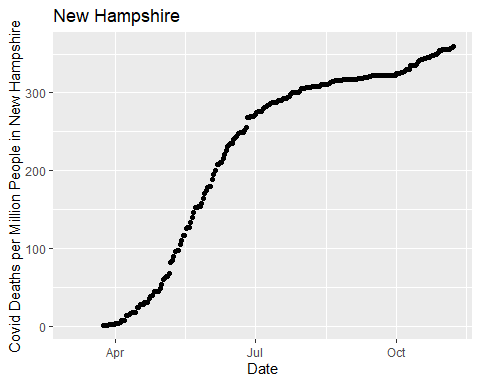 New Hampshire
Covid Deaths per Million People in New Hampshire
300
200
100
0
Apr
Jul
Oct
Date